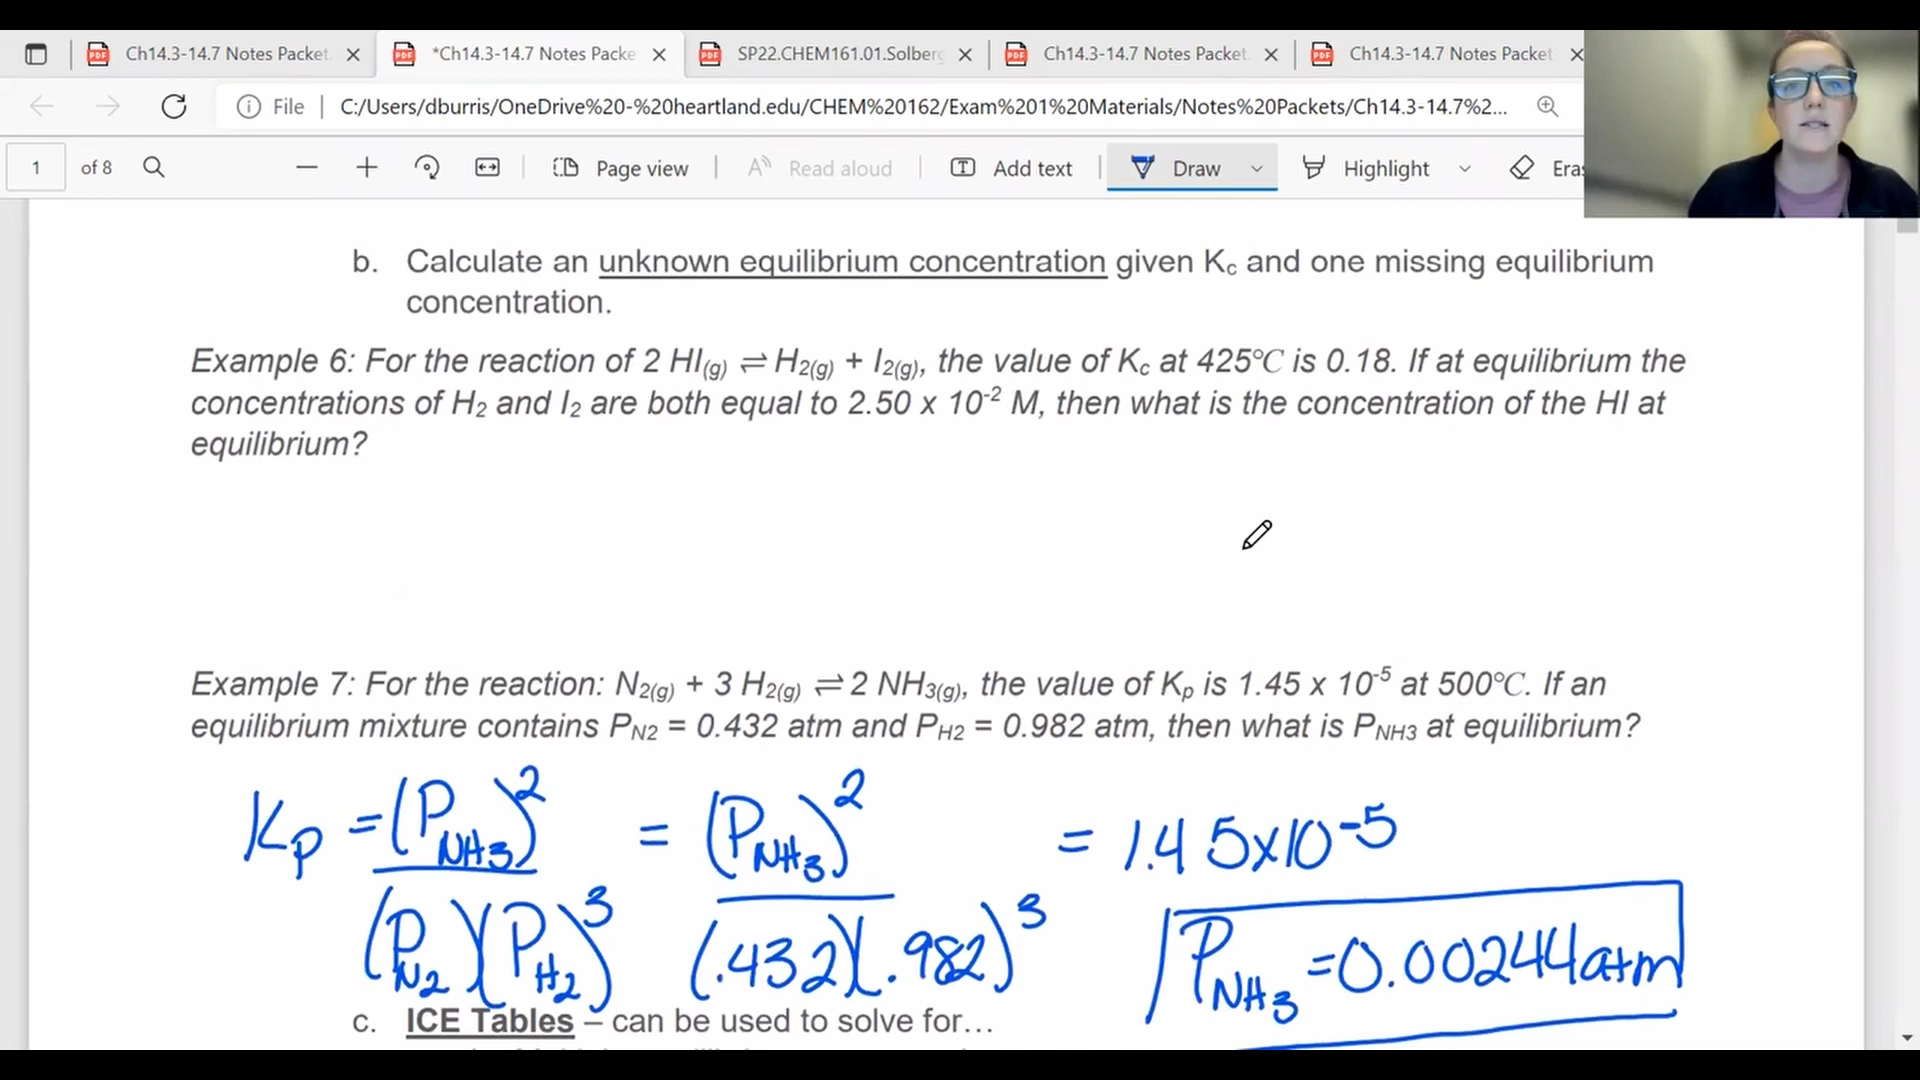 Ch14.3-14.7 Notes Packet
*Ch14.3-14.7 Notes Packe
SP22.CHEM161.01.Solberg
Ch14.3-14.7 Notes Packet
Ch14.3-14.7 Notes Packet
File
C:/Users/dburris/OneDrive%20-%20heartland.edu/CHEM%20162/Exam%201%20Materials/Notes%20Packets/Ch14.3-14.7%2...
1 of 8
Page view
Read aloud
Add text
Draw
Highlight
Eras
b. Calculate an unknown equilibrium concentration given Kc and one missing equilibrium
concentration.
Example 6: For the reaction of 2 HI(g) ⇌ H2(g) + I2(g), the value of Kc at 425°C is 0.18. If at equilibrium the
concentrations of H2 and I2 are both equal to 2.50 x 10-2 M, then what is the concentration of the HI at
equilibrium?
Example 7: For the reaction: N2(g) + 3 H2(g) ⇌ 2 NH3(g), the value of Kp is 1.45 x 10-5 at 500°C. If an
equilibrium mixture contains PN2 = 0.432 atm and PH2 = 0.982 atm, then what is PNH3 at equilibrium?
Kp = (PNH3)2 = (PNH3)2 = 1.45x10-5
(PN2)(PH2)3 (.432)(.982)3
PNH3 = 0.00244atm
c. ICE Tables – can be used to solve for…